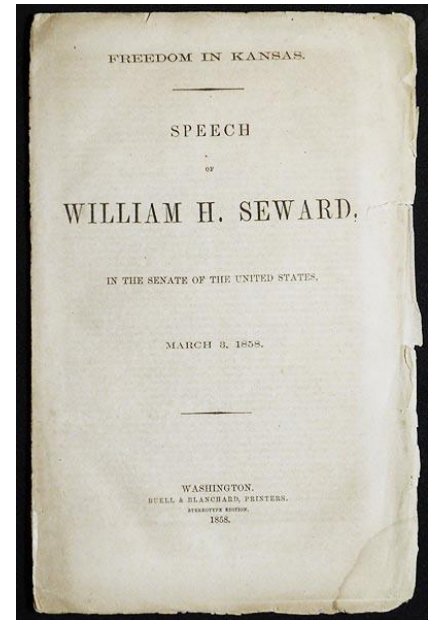 FREEDOM IN KANSAS.
SPEECH
OF
WILLIAM H. SEWARD,
IN THE SENATE OF THE UNITED STATES,
MARCH 3, 1858.
WASHINGTON.
BUELL & BLANCHARD, PRINTERS.
STEREOTYPE EDITION.
1858.